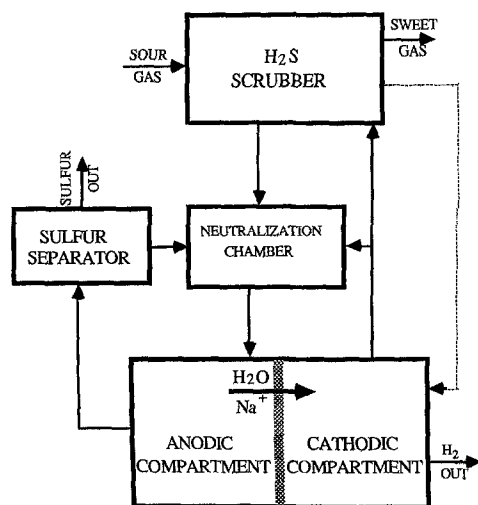 SOUR
GAS
H2S
SCRUBBER
SWEET
GAS
SULFUR
OUT
SULFUR
SEPARATOR
NEUTRALIZATION
CHAMBER
H2O
Na+
ANODIC
COMPARTMENT
CATHODIC
COMPARTMENT
H2
OUT